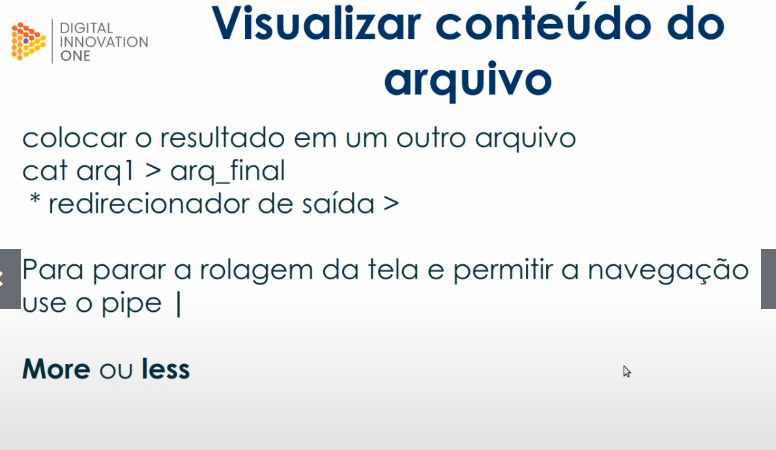 DIGITAL
INNOVATION
ONE
Visualizar conteúdo do
arquivo
colocar o resultado em um outro arquivo
cat arq1 > arq_final
* redirecionador de saída >
Para parar a rolagem da tela e permitir a navegação
use o pipe |
More ou less